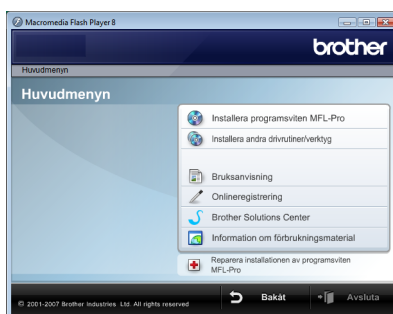 Macromedia Flash Player 8
brother
Huvudmenyn
Huvudmenyn
Installera programsviten MFL-Pro
Installera andra drivrutiner/verktyg
Bruksanvisning
Onlineregistrering
Brother Solutions Center
Information om förbrukningsmaterial
Reparera installationen av programsviten
MFL-Pro
© 2001-2007 Brother Industries. Ltd. All rights reserved
Bakåt
Avsluta